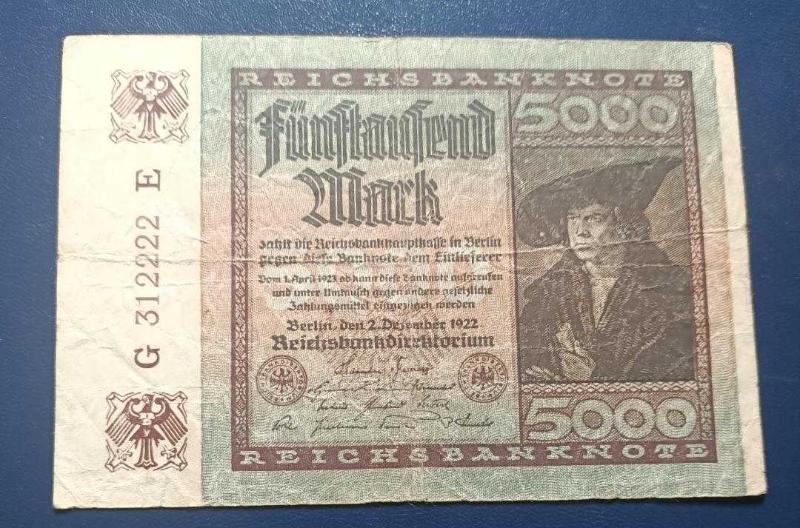 REICHSBANKNOTE
5000
Fünftausend
Mark
zahlt die Reichsbankhauptkasse in Berlin
gegen diese Banknote dem Einlieferer
Vom 1. April 1923 ab kann diese Banknote aufgerufen
und unter Umtausch gegen andere gesetzliche
Zahlungsmittel eingezogen werden
Berlin, den 2. Dezember 1922
Reichsbankdirektorium
5000
REICHSBANKNOTE
G 312222 E